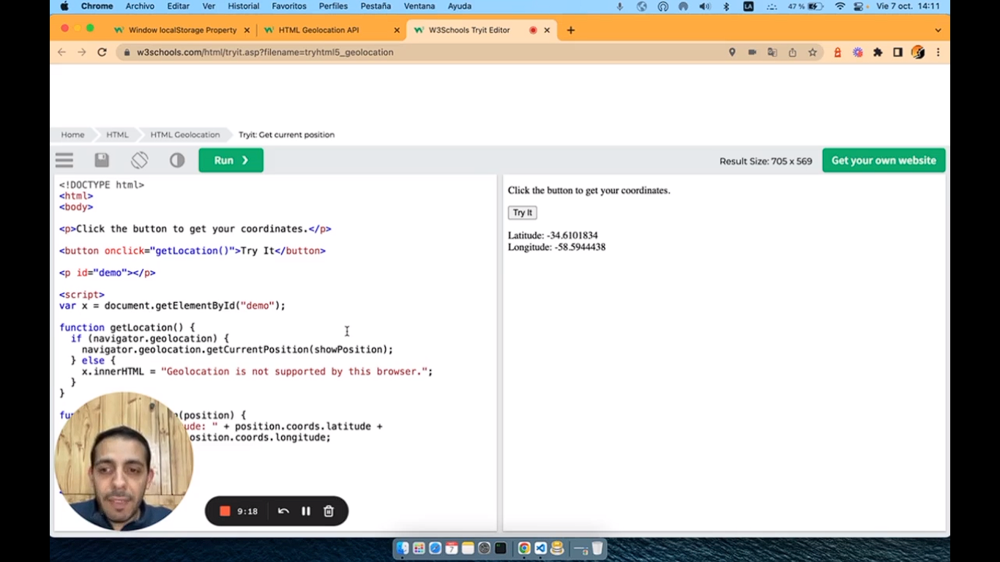 Chrome Archivo Editar Ver Historial Favoritos Perfiles Pestaña Ventana Ayuda LA 47 % Vie 7 oct. 14:11
Window localStorage Property HTML Geolocation API W3Schools Tryit Editor
w3schools.com/html/tryit.asp?filename=tryhtml5_geolocation
Home HTML HTML Geolocation Tryit: Get current position
Run ❯ Result Size: 705 x 569 Get your own website
<!DOCTYPE html>
<html>
<body>
<p>Click the button to get your coordinates.</p>
<button onclick="getLocation()">Try It</button>
<p id="demo"></p>
<script>
var x = document.getElementById("demo");
function getLocation() {
if (navigator.geolocation) {
navigator.geolocation.getCurrentPosition(showPosition);
} else {
x.innerHTML = "Geolocation is not supported by this browser.";
}
}
(position) {
: " + position.coords.latitude +
position.coords.longitude;
Click the button to get your coordinates.
Try It
Latitude: -34.6101834
Longitude: -58.5944438
9:18